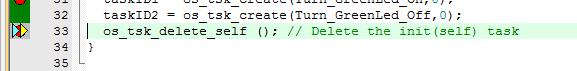 31 taskID1 = os_tsk_create(Turn_GreenLed_On,0);
32 taskID2 = os_tsk_create(Turn_GreenLed_Off,0);
33 os_tsk_delete_self (); // Delete the init(self) task
34 }
35